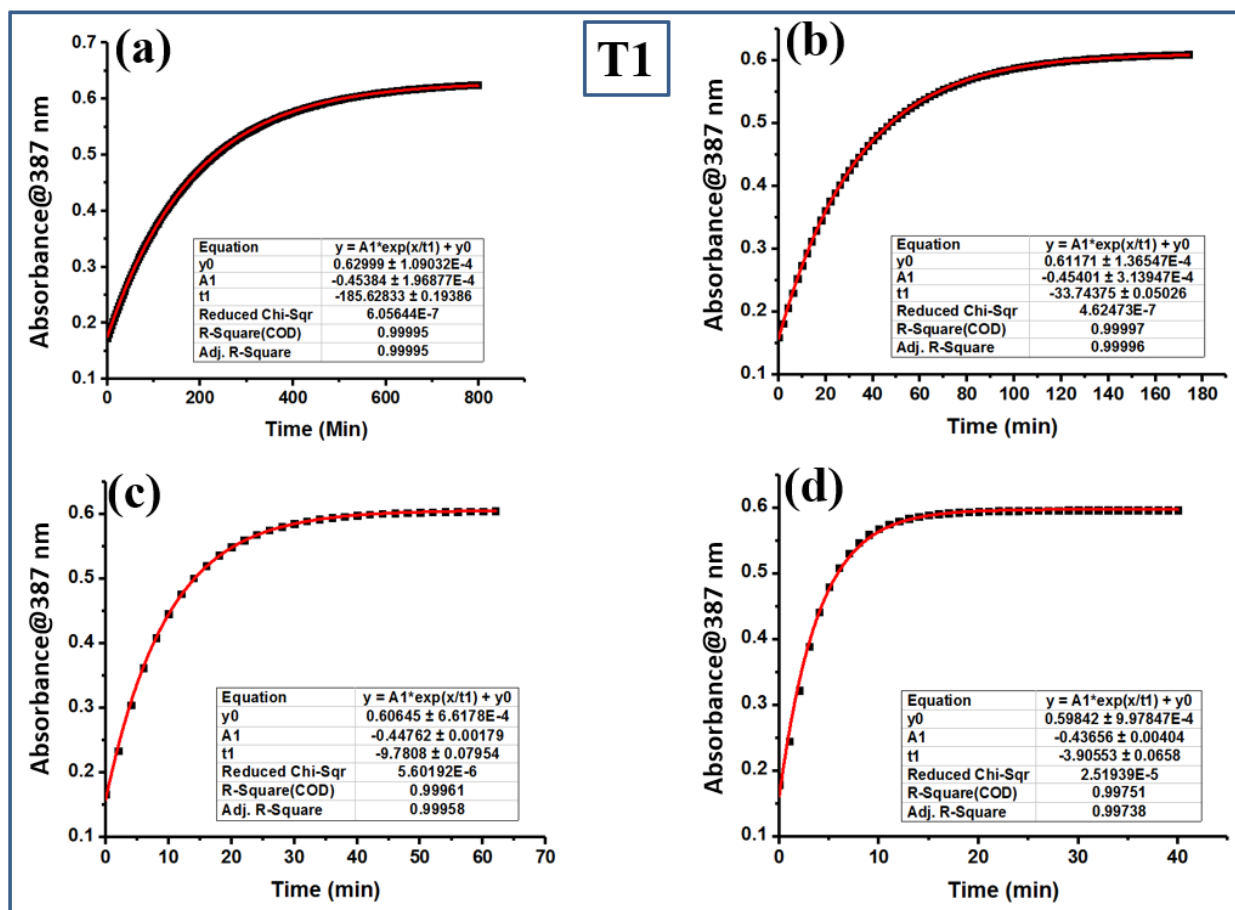 T1
(a)
Absorbance@387 nm
0.7
0.6
0.5
0.4
0.3
0.2
0.1
Equation y = A1*exp(x/t1) + y0
y0 0.62999 ± 1.09032E-4
A1 -0.45384 ± 1.96877E-4
t1 -185.62833 ± 0.19386
Reduced Chi-Sqr 6.05644E-7
R-Square(COD) 0.99995
Adj. R-Square 0.99995
0 200 400 600 800
Time (Min)
(b)
Absorbance@387 nm
0.6
0.5
0.4
0.3
0.2
0.1
Equation y = A1*exp(x/t1) + y0
y0 0.61171 ± 1.36547E-4
A1 -0.45401 ± 3.13947E-4
t1 -33.74375 ± 0.05026
Reduced Chi-Sqr 4.62473E-7
R-Square(COD) 0.99997
Adj. R-Square 0.99996
0 20 40 60 80 100 120 140 160 180
Time (min)
(c)
Absorbance@387 nm
0.6
0.5
0.4
0.3
0.2
0.1
Equation y = A1*exp(x/t1) + y0
y0 0.60645 ± 6.6178E-4
A1 -0.44762 ± 0.00179
t1 -9.7808 ± 0.07954
Reduced Chi-Sqr 5.60192E-6
R-Square(COD) 0.99961
Adj. R-Square 0.99958
0 10 20 30 40 50 60 70
Time (min)
(d)
Absorbance@387 nm
0.6
0.5
0.4
0.3
0.2
0.1
Equation y = A1*exp(x/t1) + y0
y0 0.59842 ± 9.97847E-4
A1 -0.43656 ± 0.00404
t1 -3.90553 ± 0.0658
Reduced Chi-Sqr 2.51939E-5
R-Square(COD) 0.99751
Adj. R-Square 0.99738
0 10 20 30 40
Time (min)